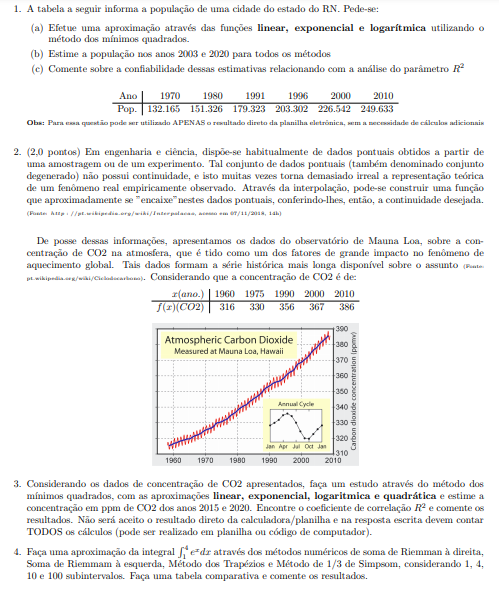 1. A tabela a seguir informa a população de uma cidade do estado do RN. Pede-se:
(a) Efetue uma aproximação através das funções linear, exponencial e logarítmica utilizando o
método dos mínimos quadrados.
(b) Estime a população nos anos 2003 e 2020 para todos os métodos
(c) Comente sobre a confiabilidade dessas estimativas relacionando com a análise do parâmetro R²
Ano 1970 1980 1991 1996 2000 2010
Pop. 132.165 151.326 179.323 203.302 226.542 249.633
Obs: Para essa questão pode ser utilizado APENAS o resultado direto da planilha eletrônica, sem a necessidade de cálculos adicionais
2. (2,0 pontos) Em engenharia e ciência, dispõe-se habitualmente de dados pontuais obtidos a partir de
uma amostragem ou de um experimento. Tal conjunto de dados pontuais (também denominado conjunto
degenerado) não possui continuidade, e isto muitas vezes torna demasiado irreal a representação teórica
de um fenômeno real empiricamente observado. Através da interpolação, pode-se construir uma função
que aproximadamente se "encaixe"nestes dados pontuais, conferindo-lhes, então, a continuidade desejada.
(Fonte: http : //pt.wikipedia.org/wiki/Interpolacao, acesso em 07/11/2018, 14h)
De posse dessas informações, apresentamos os dados do observatório de Mauna Loa, sobre a con-
centração de CO2 na atmosfera, que é tido como um dos fatores de grande impacto no fenômeno de
aquecimento global. Tais dados formam a série histórica mais longa disponível sobre o assunto (Fonte:
pt.wikipedia.org/wiki/Ciclodocarbono). Considerando que a concentração de CO2 é de:
x(ano.) 1960 1975 1990 2000 2010
f(x)(CO2) 316 330 356 367 386
Atmospheric Carbon Dioxide
Measured at Mauna Loa, Hawaii
Annual Cycle
Jan Apr Jul Oct Jan
390
380
370
360
350
340
330
320
310
Carbon dioxide concentration (ppmv)
1960 1970 1980 1990 2000 2010
3. Considerando os dados de concentração de CO2 apresentados, faça um estudo através do método dos
mínimos quadrados, com as aproximações linear, exponencial, logaritmica e quadrática e estime a
concentração em ppm de CO2 dos anos 2015 e 2020. Encontre o coeficiente de correlação R² e comente os
resultados. Não será aceito o resultado direto da calculadora/planilha e na resposta escrita devem contar
TODOS os cálculos (pode ser realizado em planilha ou código de computador).
4. Faça uma aproximação da integral ∫₁⁴ eˣdx através dos métodos numéricos de soma de Riemman à direita,
Soma de Riemmam à esquerda, Método dos Trapézios e Método de 1/3 de Simpsom, considerando 1, 4,
10 e 100 subintervalos. Faça uma tabela comparativa e comente os resultados.